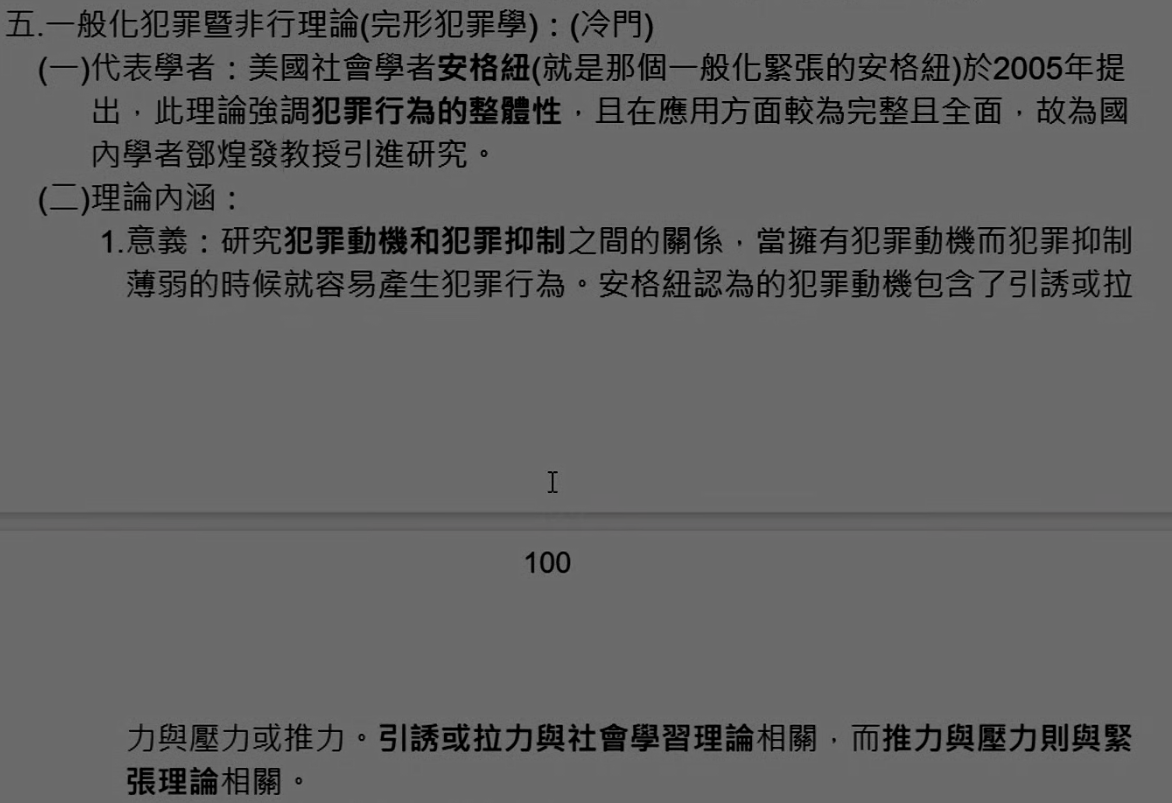 五.一般化犯罪暨非行理論(完形犯罪學)：(冷門)
(一)代表學者：美國社會學者安格紐(就是那個一般化緊張的安格紐)於2005年提
出，此理論強調犯罪行為的整體性，且在應用方面較為完整且全面，故為國
內學者鄧煌發教授引進研究。
(二)理論內涵：
1.意義：研究犯罪動機和犯罪抑制之間的關係，當擁有犯罪動機而犯罪抑制
薄弱的時候就容易產生犯罪行為。安格紐認為的犯罪動機包含了引誘或拉
100
力與壓力或推力。引誘或拉力與社會學習理論相關，而推力與壓力則與緊
張理論相關。